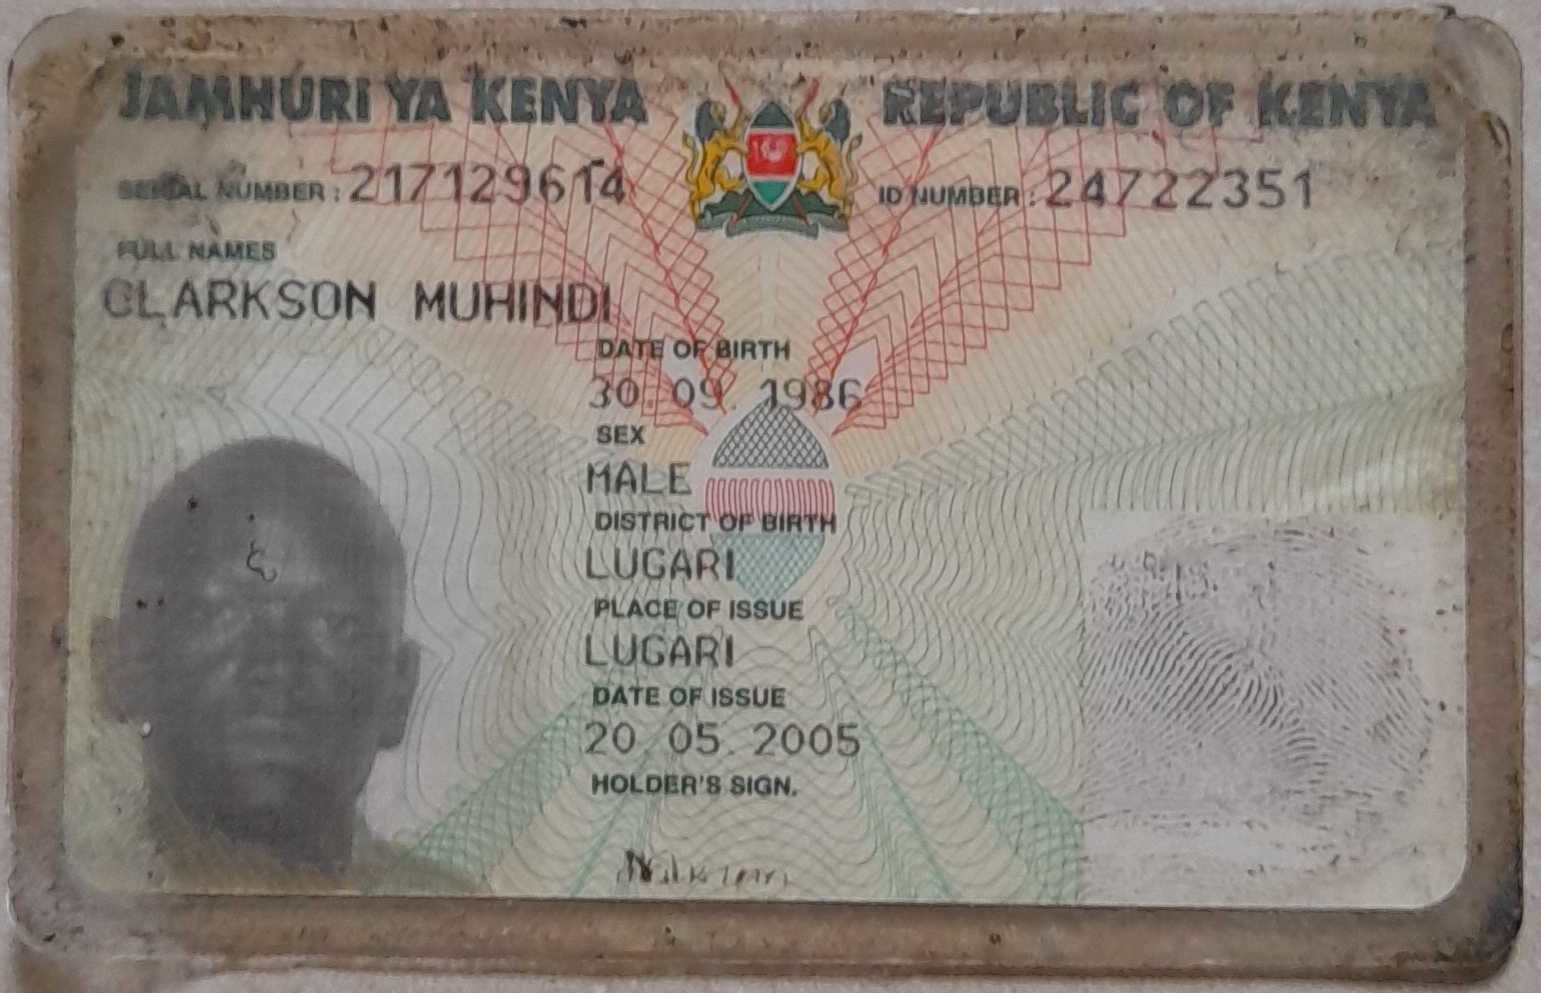 JAMHURI YA KENYA REPUBLIC OF KENYA
SERIAL NUMBER: 217129614 ID NUMBER: 24722351
FULL NAMES
CLARKSON MUHINDI
DATE OF BIRTH
30. 09. 1986
SEX
MALE
DISTRICT OF BIRTH
LUGARI
PLACE OF ISSUE
LUGARI
DATE OF ISSUE
20. 05. 2005
HOLDER'S SIGN.